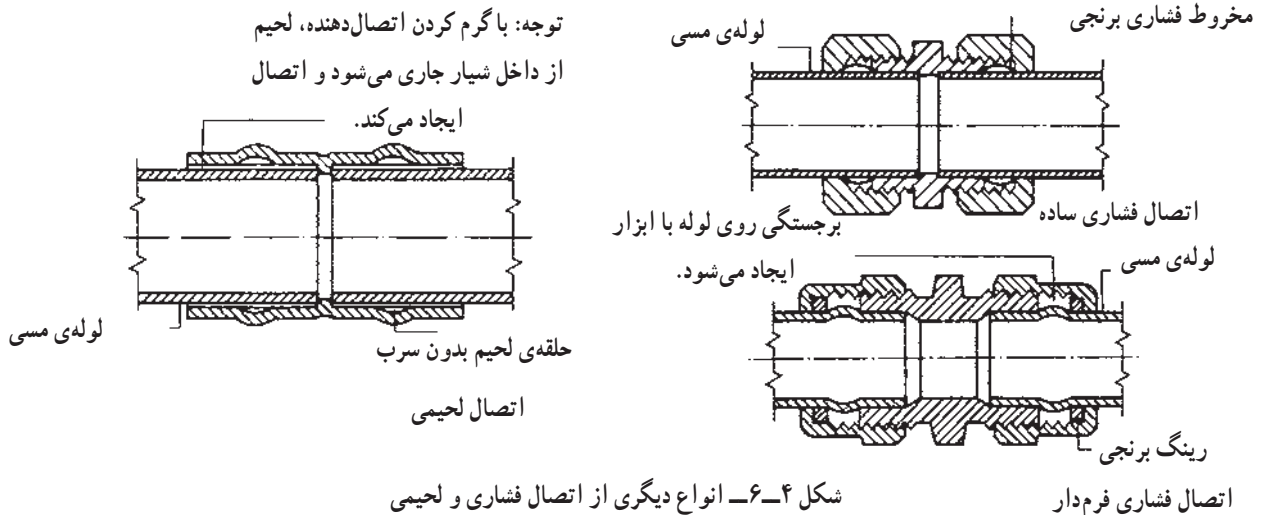 مخروط فشاری برنجی
لوله‌ی مسی
اتصال فشاری ساده
توجه: با گرم کردن اتصال‌دهنده، لحیم
از داخل شیار جاری می‌شود و اتصال
ایجاد می‌کند.
برجستگی روی لوله با ابزار
ایجاد می‌شود.
لوله‌ی مسی
لوله‌ی مسی
حلقه‌ی لحیم بدون سرب
اتصال لحیمی
رینگ برنجی
اتصال فشاری فرم‌دار
شکل ۴ــ۶ــ انواع دیگری از اتصال فشاری و لحیمی